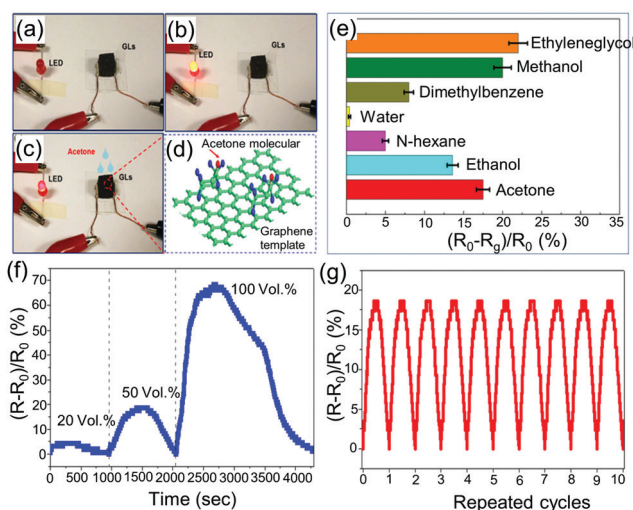 (a)
LED
GLs
(b)
LED
GLs
(c)
Acetone
LED
GLs
(d)
Acetone molecular
Graphene
template
(e)
Ethyleneglycol
Methanol
Dimethylbenzene
Water
N-hexane
Ethanol
Acetone
0 5 10 15 20 25 30 35
(R₀-Rg)/R₀ (%)
(f)
70
60
50
40
30
20
10
0
(R-R₀)/R₀ (%)
20 Vol.%
50 Vol.%
100 Vol.%
0 500 1000 1500 2000 2500 3000 3500 4000
Time (sec)
(g)
20
15
10
5
0
(R-R₀)/R₀ (%)
0 1 2 3 4 5 6 7 8 9 10
Repeated cycles